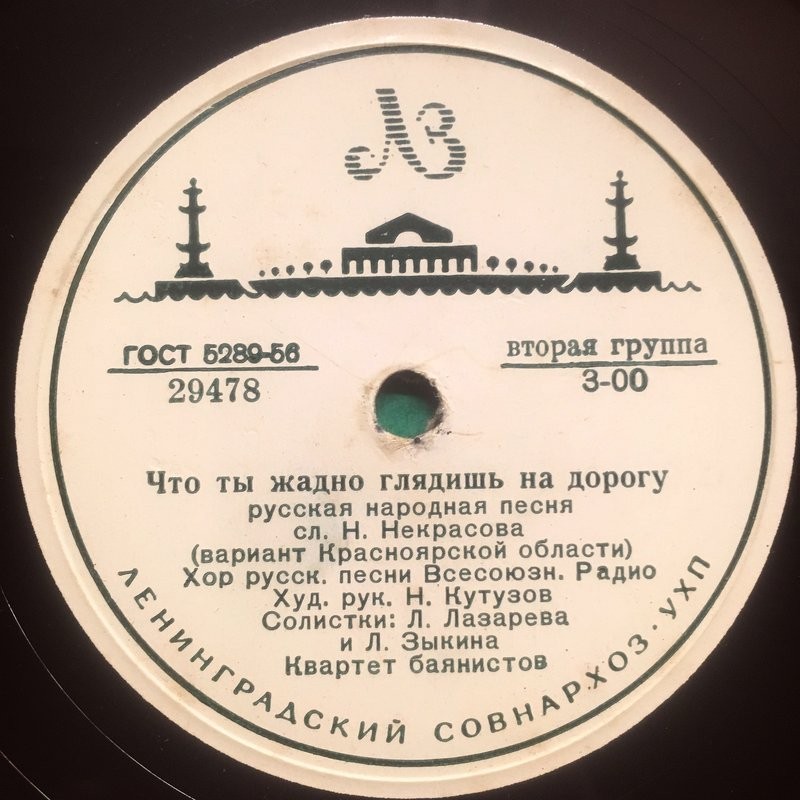 ЛЗ
ГОСТ 5289-56
29478
вторая группа
3-00
Что ты жадно глядишь на дорогу
русская народная песня
сл. Н. Некрасова
(вариант Красноярской области)
Хор русск. песни Всесоюзн. Радио
Худ. рук. Н. Кутузов
Солистки: Л. Лазарева
и Л. Зыкина
Квартет баянистов
ЛЕНИНГРАДСКИЙ СОВНАРХОЗ · УХП